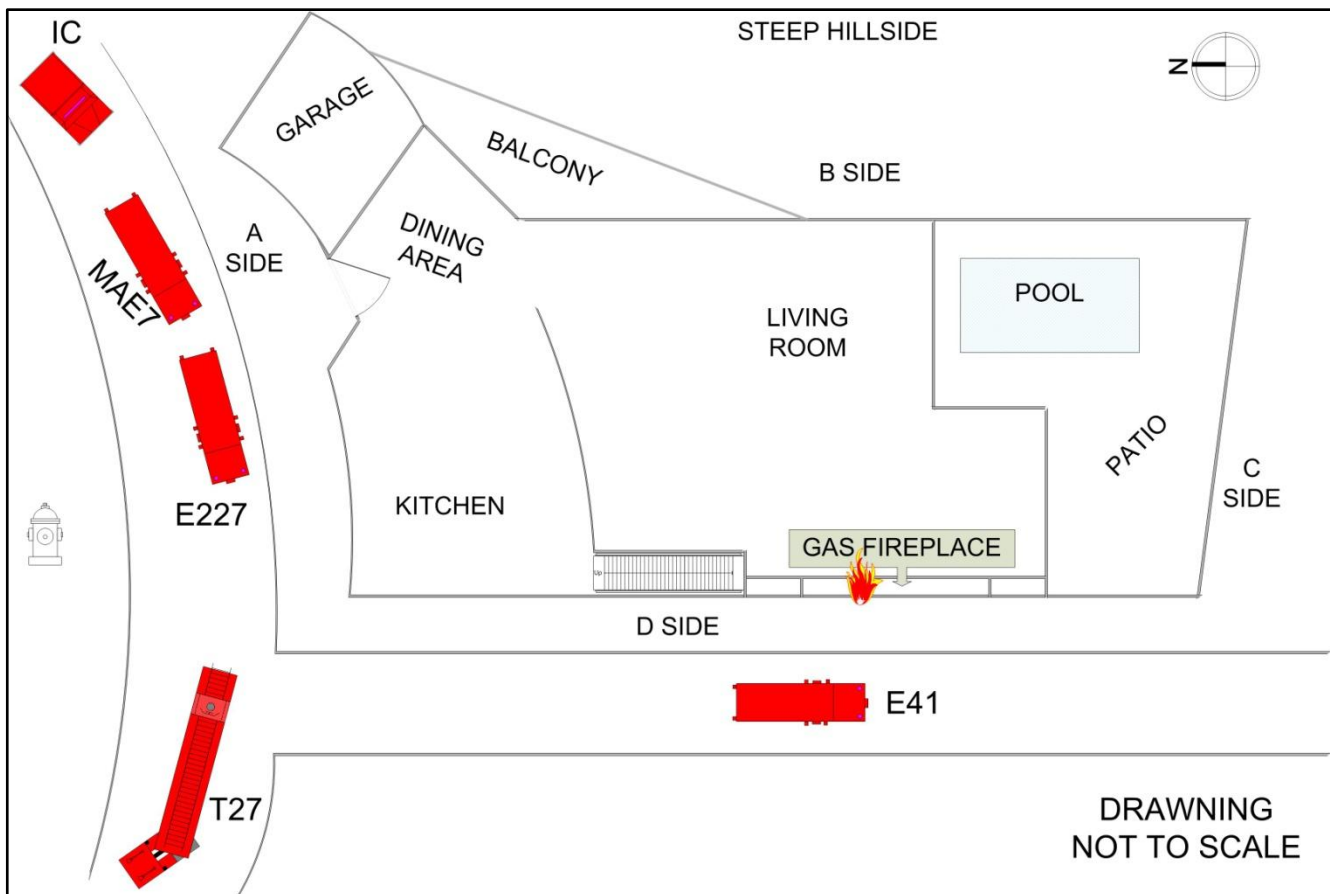 IC
STEEP HILLSIDE
N
GARAGE
BALCONY
B SIDE
A
SIDE
DINING
AREA
MAE7
POOL
LIVING
ROOM
PATIO
C
SIDE
E227
KITCHEN
GAS FIREPLACE
Up
D SIDE
E41
T27
DRAWNING
NOT TO SCALE